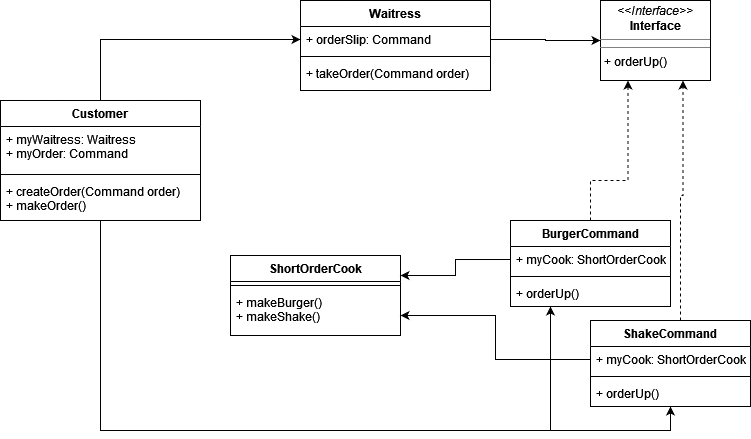 Waitress
+ orderSlip: Command
+ takeOrder(Command order)
<<Interface>>
Interface
+ orderUp()
Customer
+ myWaitress: Waitress
+ myOrder: Command
+ createOrder(Command order)
+ makeOrder()
BurgerCommand
+ myCook: ShortOrderCook
+ orderUp()
ShortOrderCook
+ makeBurger()
+ makeShake()
ShakeCommand
+ myCook: ShortOrderCook
+ orderUp()